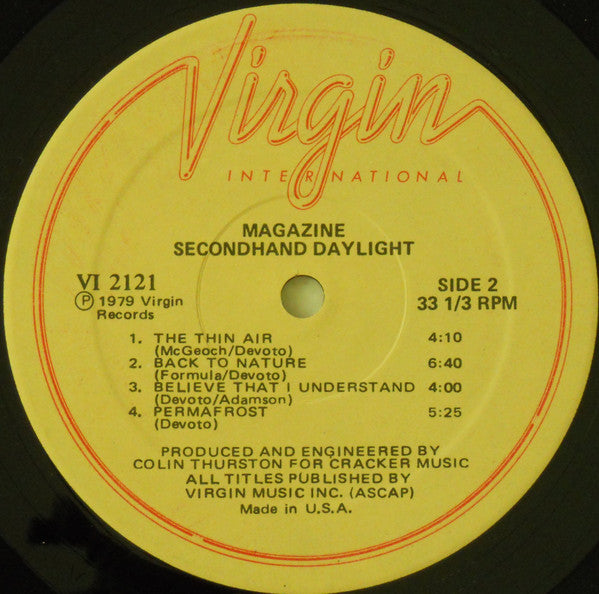 Virgin
INTERNATIONAL
MAGAZINE
SECONDHAND DAYLIGHT
VI 2121
Ⓟ 1979 Virgin
Records
SIDE 2
33 1/3 RPM
1. THE THIN AIR 4:10
(McGeoch/Devoto)
2. BACK TO NATURE 6:40
(Formula/Devoto)
3. BELIEVE THAT I UNDERSTAND 4:00
(Devoto/Adamson)
4. PERMAFROST 5:25
(Devoto)
PRODUCED AND ENGINEERED BY
COLIN THURSTON FOR CRACKER MUSIC
ALL TITLES PUBLISHED BY
VIRGIN MUSIC INC. (ASCAP)
Made in U.S.A.